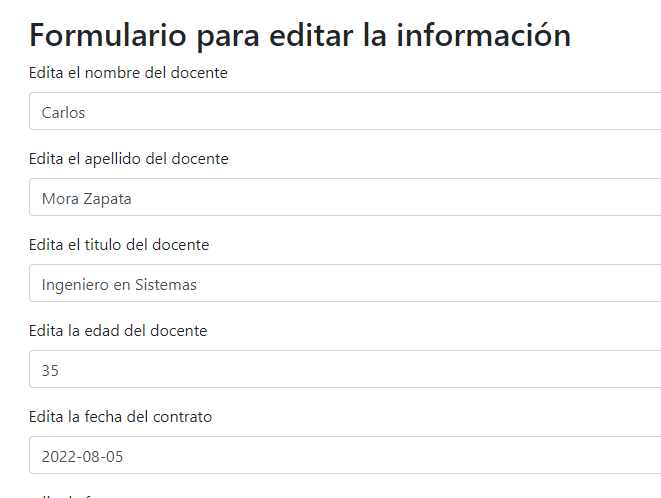 Formulario para editar la información
Edita el nombre del docente
Carlos
Edita el apellido del docente
Mora Zapata
Edita el titulo del docente
Ingeniero en Sistemas
Edita la edad del docente
35
Edita la fecha del contrato
2022-08-05